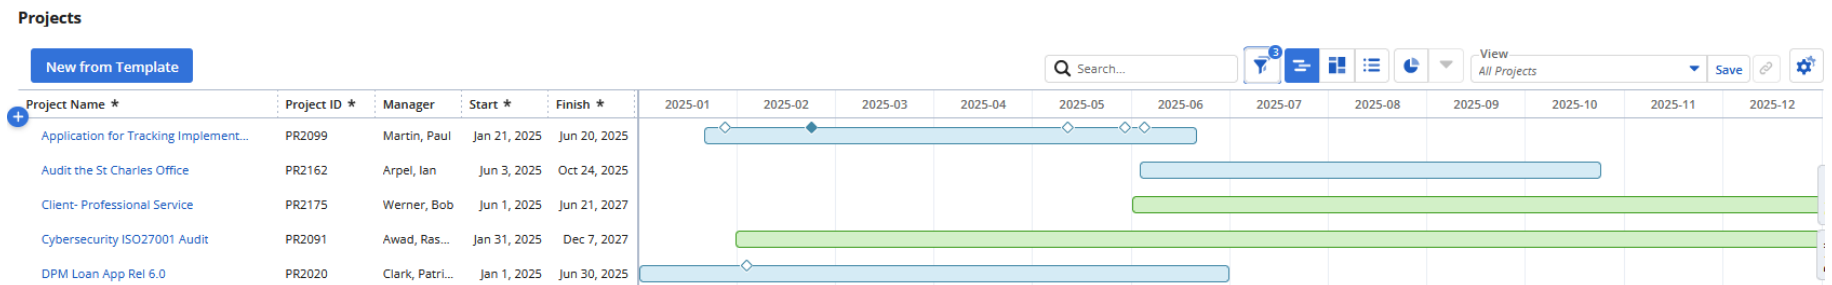 Projects
New from Template
Search...
3
View
All Projects
Save
Project Name * Project ID * Manager Start * Finish * 2025-01 2025-02 2025-03 2025-04 2025-05 2025-06 2025-07 2025-08 2025-09 2025-10 2025-11 2025-12
Application for Tracking Implement... PR2099 Martin, Paul Jan 21, 2025 Jun 20, 2025
Audit the St Charles Office PR2162 Arpel, Ian Jun 3, 2025 Oct 24, 2025
Client- Professional Service PR2175 Werner, Bob Jun 1, 2025 Jun 21, 2027
Cybersecurity ISO27001 Audit PR2091 Awad, Ras... Jan 31, 2025 Dec 7, 2027
DPM Loan App Rel 6.0 PR2020 Clark, Patri... Jan 1, 2025 Jun 30, 2025